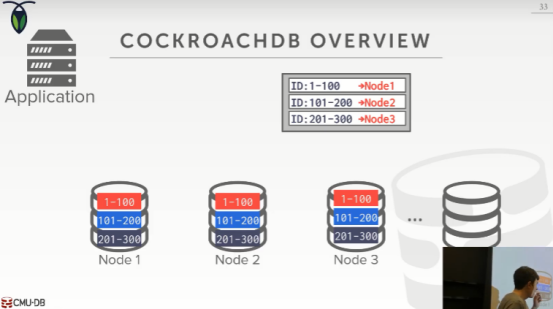 33
COCKROACHDB OVERVIEW
Application
ID:1-100 →Node1
ID:101-200 →Node2
ID:201-300 →Node3
1-100 1-100 1-100
101-200 101-200 101-200
201-300 201-300 201-300
...
Node 1 Node 2 Node 3
CMU·DB